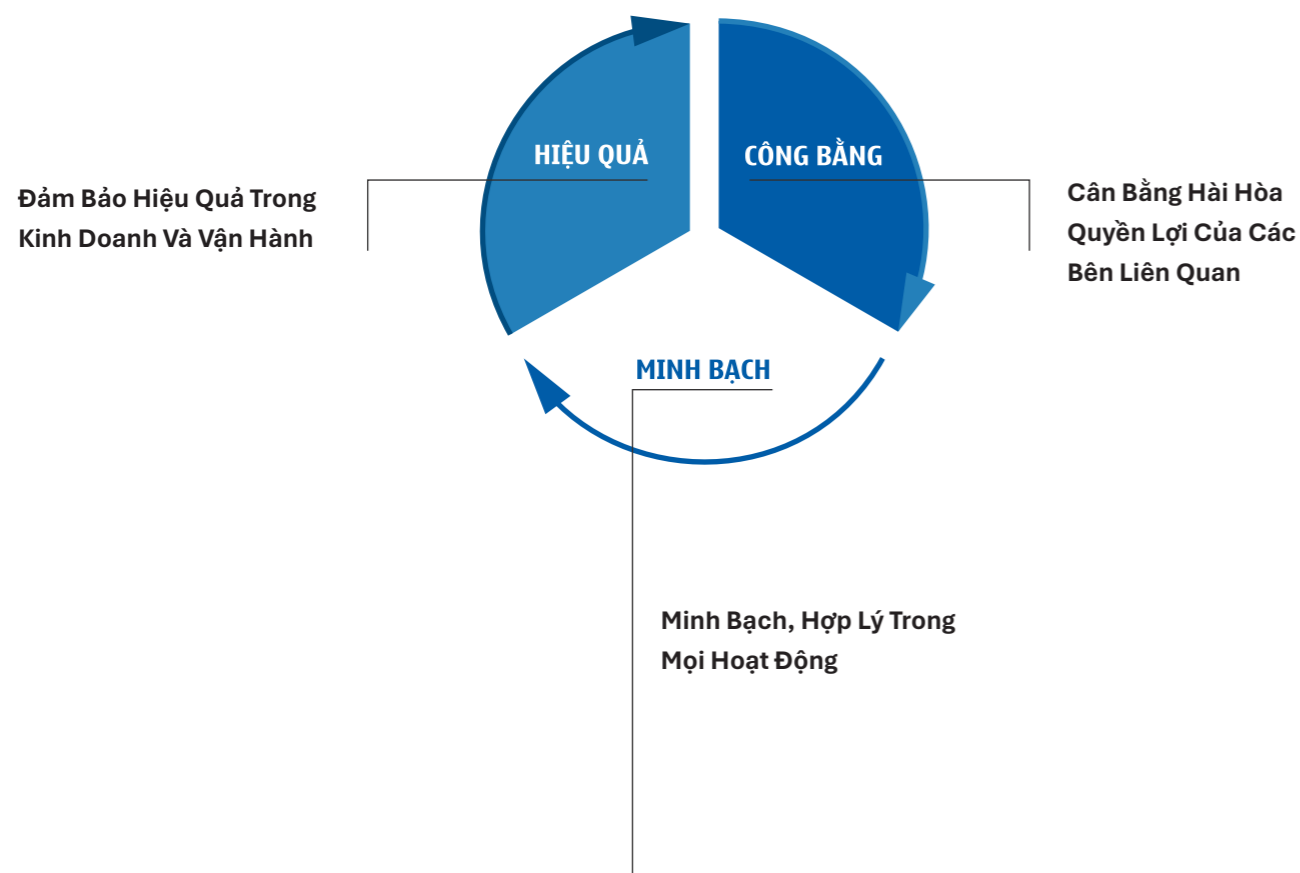 HIỆU QUẢ
CÔNG BẰNG
Đảm Bảo Hiệu Quả Trong
Kinh Doanh Và Vận Hành
Cân Bằng Hài Hòa
Quyền Lợi Của Các
Bên Liên Quan
MINH BẠCH
Minh Bạch, Hợp Lý Trong
Mọi Hoạt Động